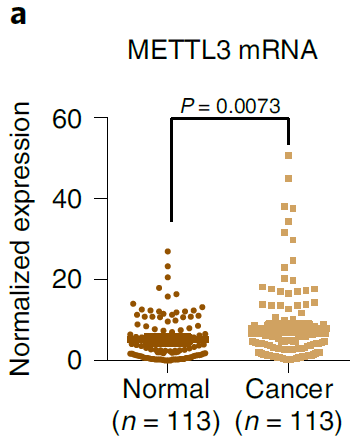 a
METTL3 mRNA
Normalized expression
P = 0.0073
60
40
20
0
Normal Cancer
(n = 113) (n = 113)